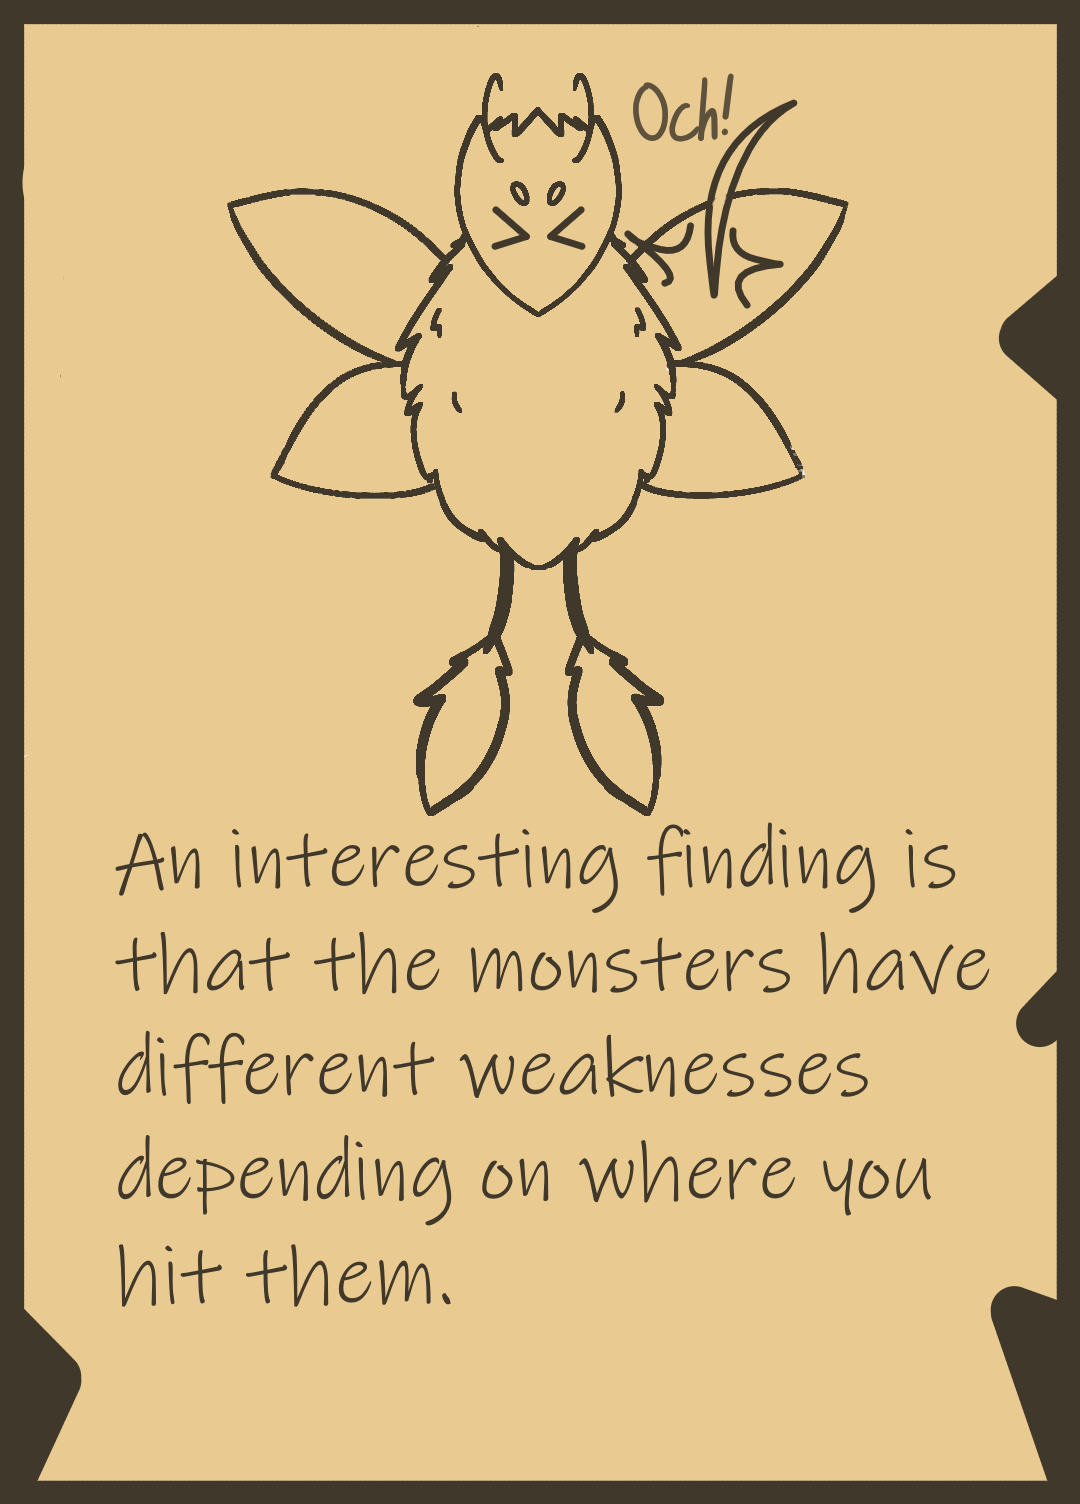 Och!
An interesting finding is
that the monsters have
different weaknesses
depending on where you
hit them.